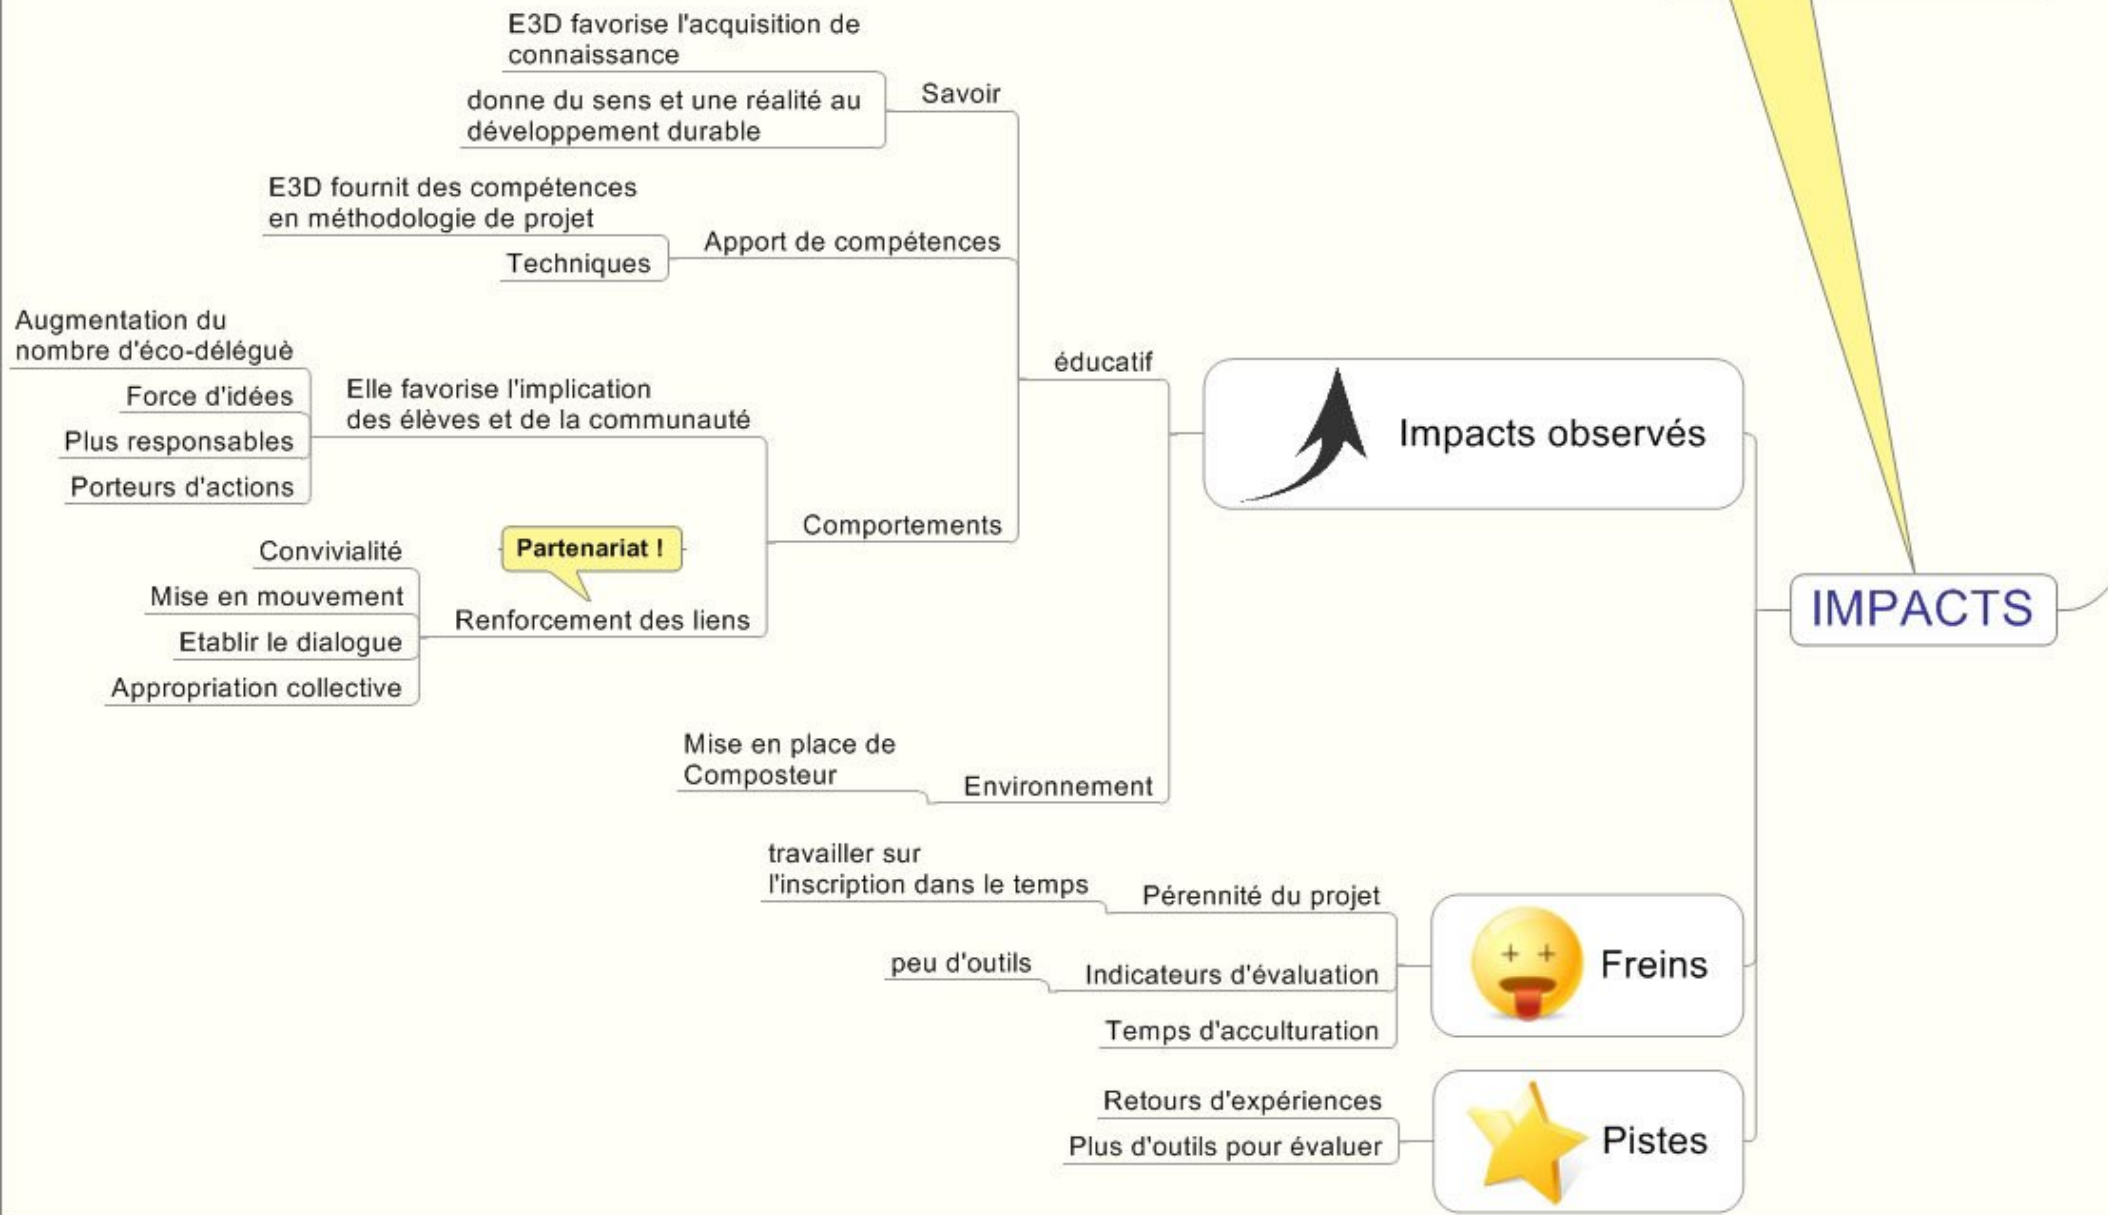 E3D favorise l'acquisition de
connaissance
donne du sens et une réalité au
développement durable
Savoir
E3D fournit des compétences
en méthodologie de projet
Techniques
Apport de compétences
Augmentation du
nombre d'éco-déléguè
Force d'idées
Plus responsables
Porteurs d'actions
Elle favorise l'implication
des élèves et de la communauté
Convivialité
Mise en mouvement
Etablir le dialogue
Appropriation collective
Partenariat !
Renforcement des liens
Comportements
éducatif
Mise en place de
Composteur
Environnement
Impacts observés
travailler sur
l'inscription dans le temps
Pérennité du projet
peu d'outils
Indicateurs d'évaluation
Temps d'acculturation
Freins
Retours d'expériences
Plus d'outils pour évaluer
Pistes
IMPACTS